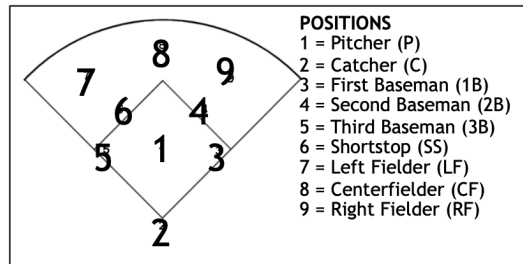 POSITIONS
1 = Pitcher (P)
2 = Catcher (C)
3 = First Baseman (1B)
4 = Second Baseman (2B)
5 = Third Baseman (3B)
6 = Shortstop (SS)
7 = Left Fielder (LF)
8 = Centerfielder (CF)
9 = Right Fielder (RF)
8
7 9
6 4
5 1 3
2